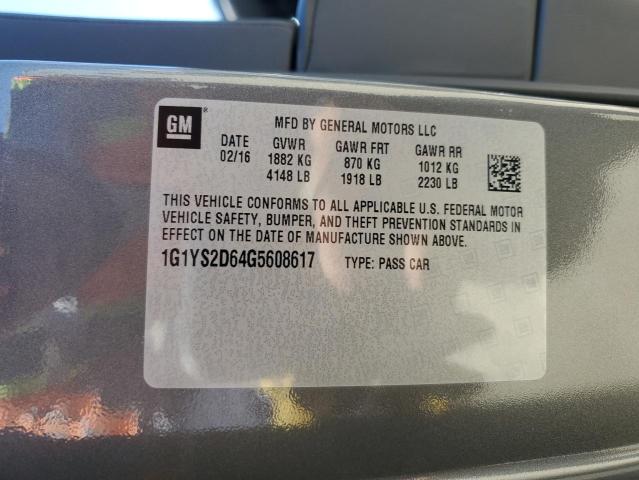 GM ®
MFD BY GENERAL MOTORS LLC
DATE GVWR GAWR FRT GAWR RR
02/16 1882 KG 870 KG 1012 KG
4148 LB 1918 LB 2230 LB
THIS VEHICLE CONFORMS TO ALL APPLICABLE U.S. FEDERAL MOTOR
VEHICLE SAFETY, BUMPER, AND THEFT PREVENTION STANDARDS IN
EFFECT ON THE DATE OF MANUFACTURE SHOWN ABOVE.
1G1YS2D64G5608617 TYPE: PASS CAR